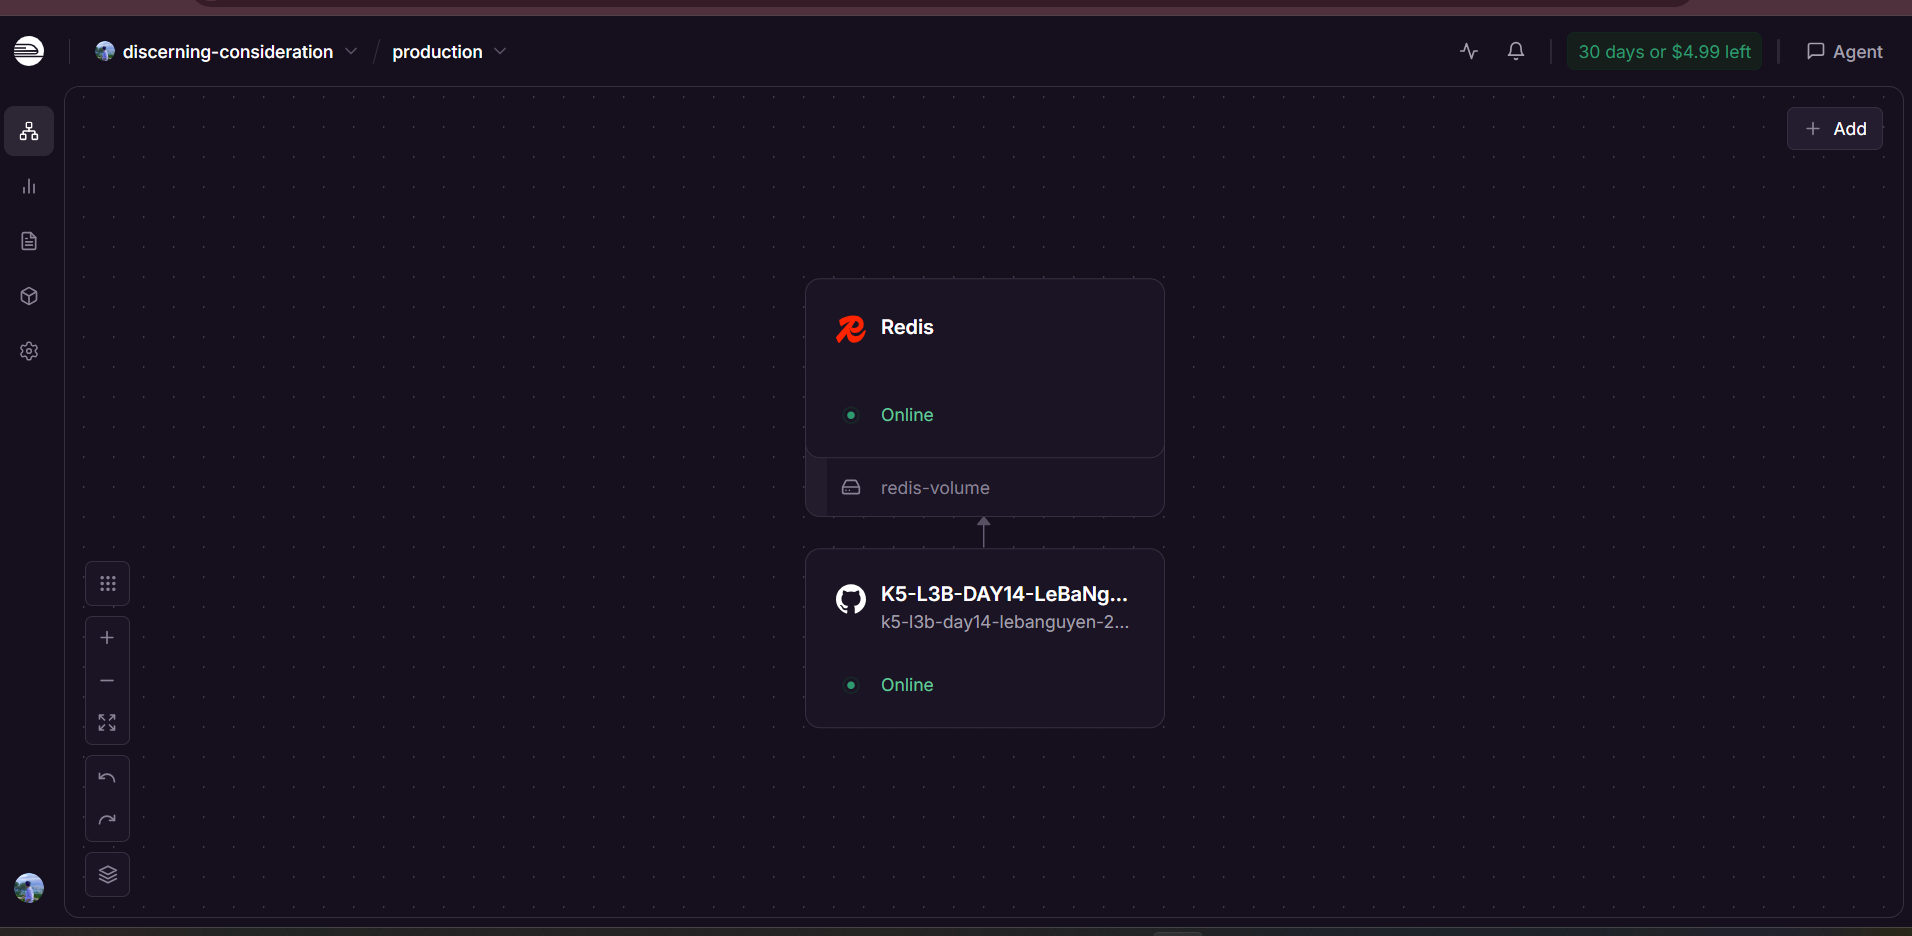 discerning-consideration
production
30 days or $4.99 left
Agent
Add
Redis
Online
redis-volume
K5-L3B-DAY14-LeBaNg...
k5-l3b-day14-lebanguyen-2...
Online